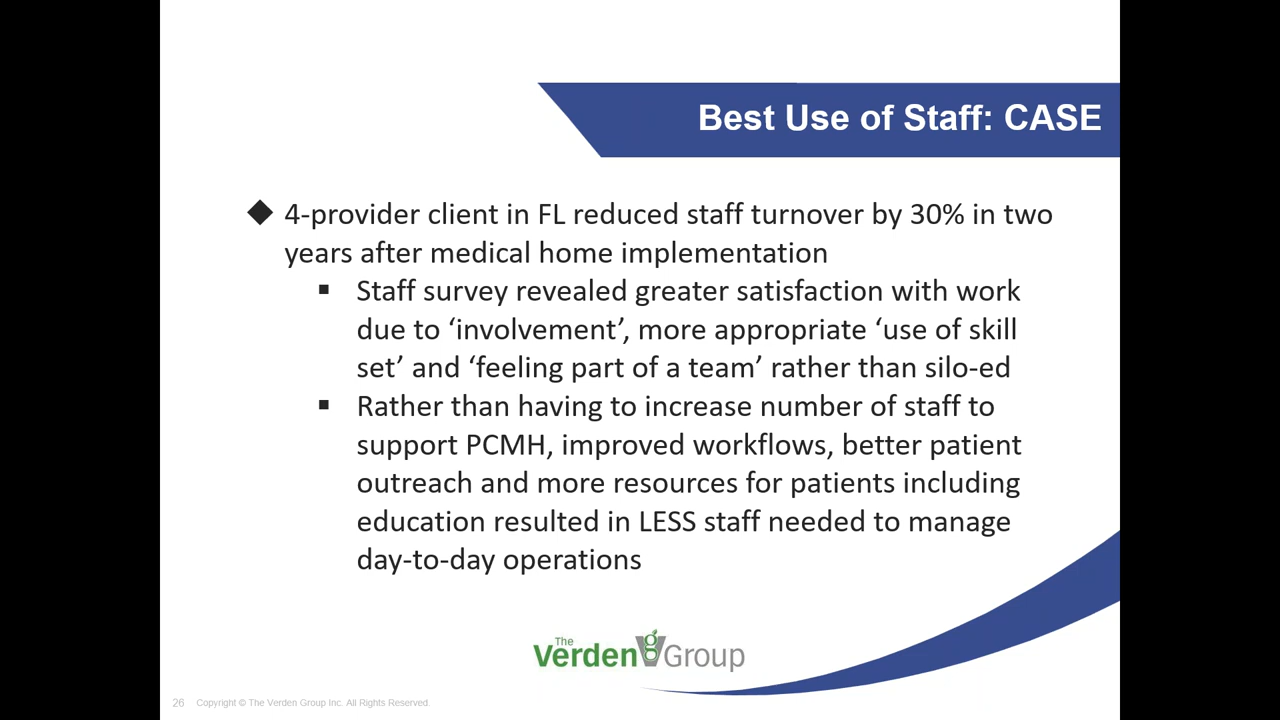 Best Use of Staff: CASE
◆ 4-provider client in FL reduced staff turnover by 30% in two
years after medical home implementation
▪ Staff survey revealed greater satisfaction with work
due to ‘involvement’, more appropriate ‘use of skill
set’ and ‘feeling part of a team’ rather than silo-ed
▪ Rather than having to increase number of staff to
support PCMH, improved workflows, better patient
outreach and more resources for patients including
education resulted in LESS staff needed to manage
day-to-day operations
The
Verden Group
26 Copyright © The Verden Group Inc. All Rights Reserved.